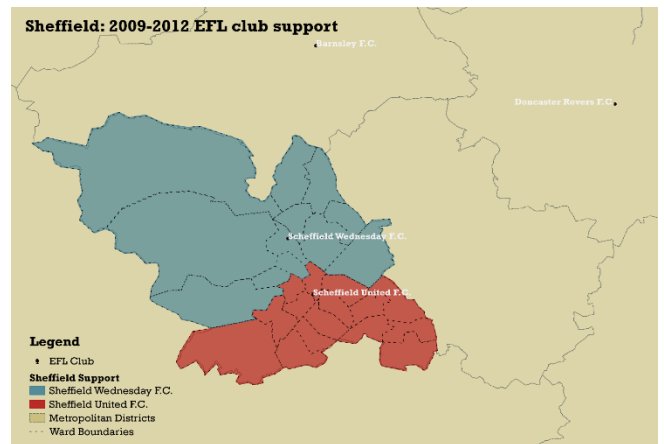 Sheffield: 2009-2012 EFL club support
Barnsley F.C.
Doncaster Rovers F.C.
Scheffield Wednesday F.C.
Scheffield United F.C.
Legend
EFL Club
Sheffield Support
Sheffield Wednesday F.C.
Sheffield United F.C.
Metropolitan Districts
Ward Boundaries